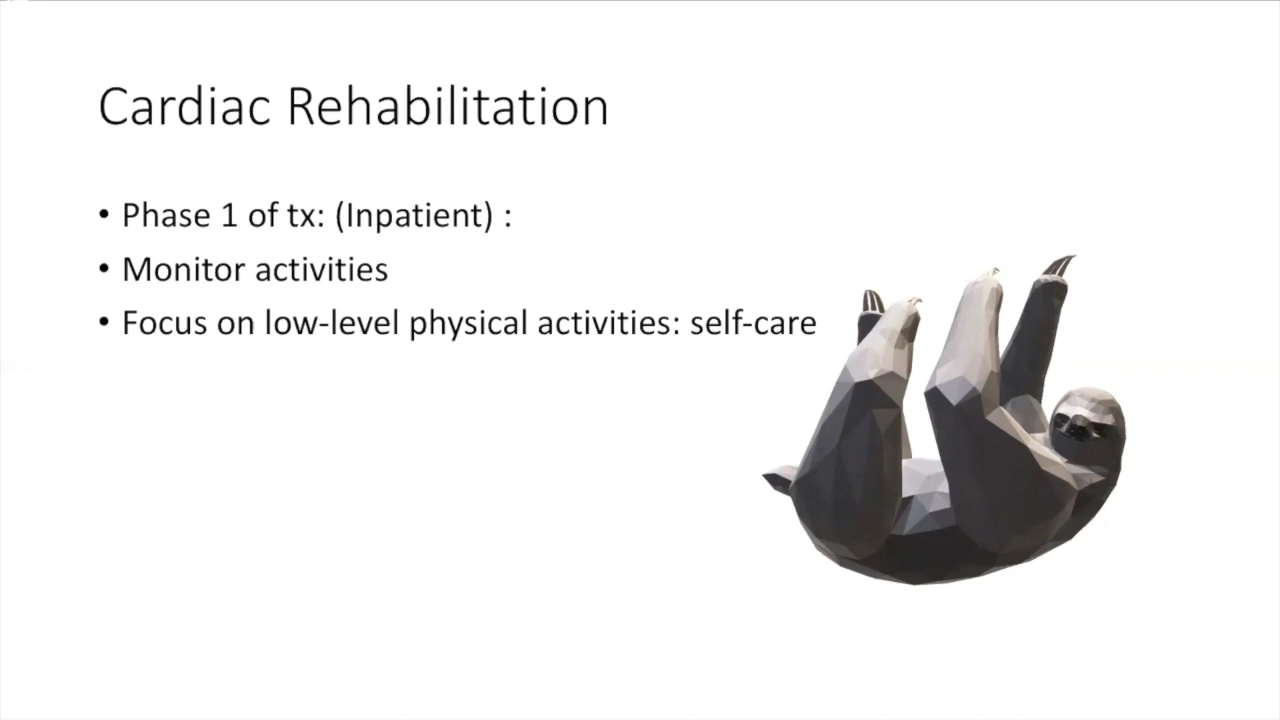 Cardiac Rehabilitation
• Phase 1 of tx: (Inpatient) :
• Monitor activities
• Focus on low-level physical activities: self-care